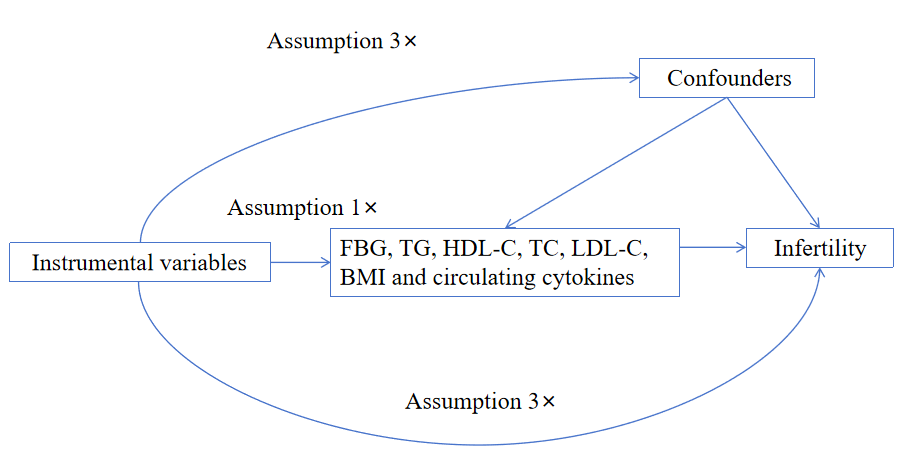 Assumption 3×
Confounders
Assumption 1×
FBG, TG, HDL-C, TC, LDL-C,
BMI and circulating cytokines
Infertility
Instrumental variables
Assumption 3×